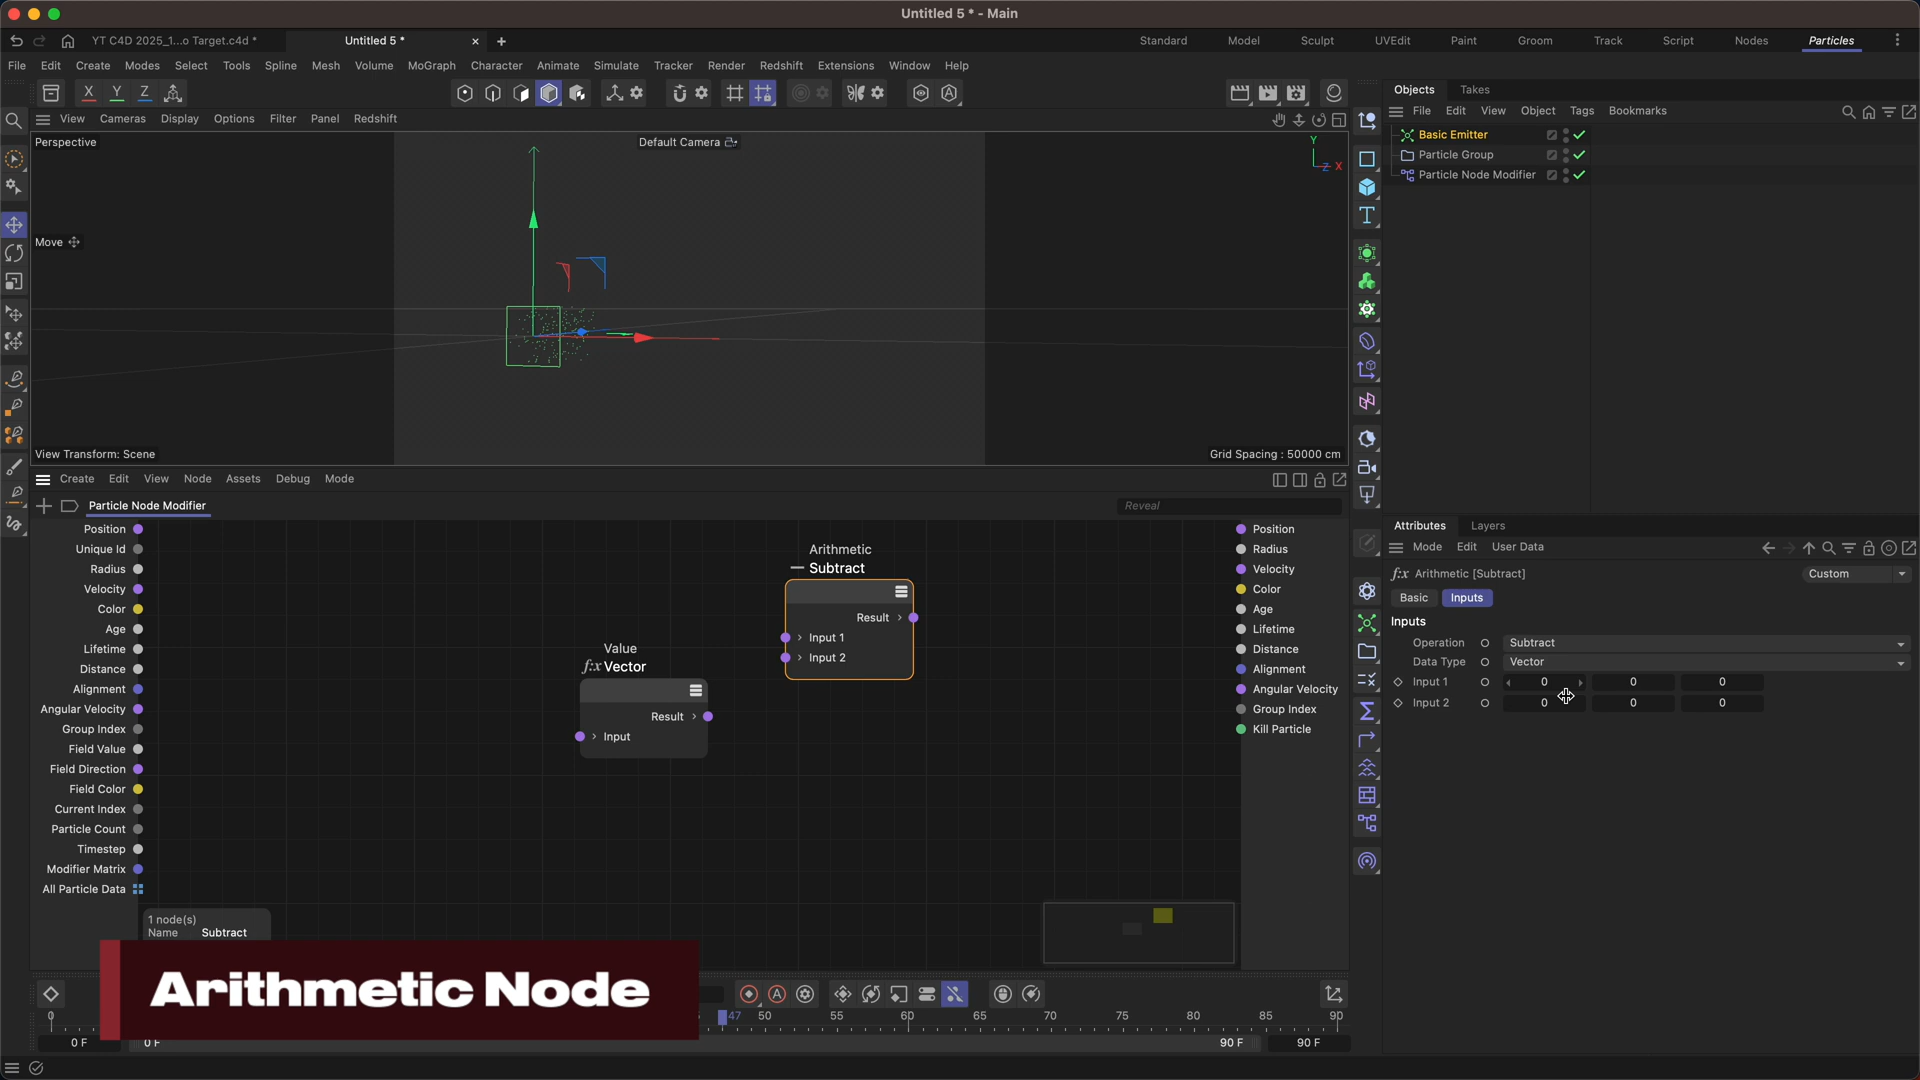 Untitled 5 * - Main
YT C4D 2025_1...o Target.c4d *
Untitled 5 *
Standard
Model
Sculpt
UVEdit
Paint
Groom
Track
Script
Nodes
Particles
File Edit Create Modes Select Tools Spline Mesh Volume MoGraph Character Animate Simulate Tracker Render Redshift Extensions Window Help
X Y Z
Objects Takes
File Edit View Object Tags Bookmarks
View Cameras Display Options Filter Panel Redshift
Perspective
Default Camera
Y
Z X
Move
View Transform: Scene
Grid Spacing : 50000 cm
Basic Emitter
Particle Group
Particle Node Modifier
Create Edit View Node Assets Debug Mode
Particle Node Modifier
Reveal
Position
Unique Id
Radius
Velocity
Color
Age
Lifetime
Distance
Alignment
Angular Velocity
Group Index
Field Value
Field Direction
Field Color
Current Index
Particle Count
Timestep
Modifier Matrix
All Particle Data
Value
f:x Vector
Result
Input
Arithmetic
Subtract
Result
Input 1
Input 2
Position
Radius
Velocity
Color
Age
Lifetime
Distance
Alignment
Angular Velocity
Group Index
Kill Particle
1 node(s)
Name Subtract
Attributes Layers
Mode Edit User Data
f:x Arithmetic [Subtract]
Custom
Basic Inputs
Inputs
Operation Subtract
Data Type Vector
Input 1 0 0 0
Input 2 0 0 0
Arithmetic Node
0 47 50 55 60 65 70 75 80 85 90
0 F 0 F 90 F 90 F